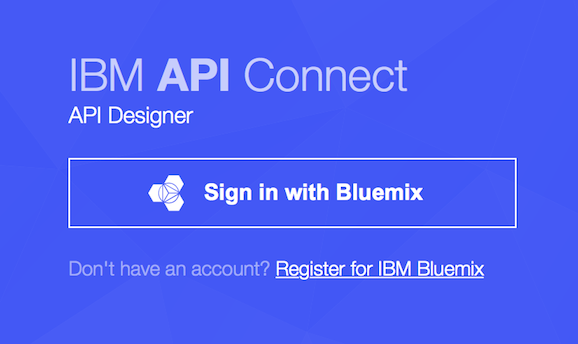 IBM API Connect
API Designer
Sign in with Bluemix
Don't have an account? Register for IBM Bluemix